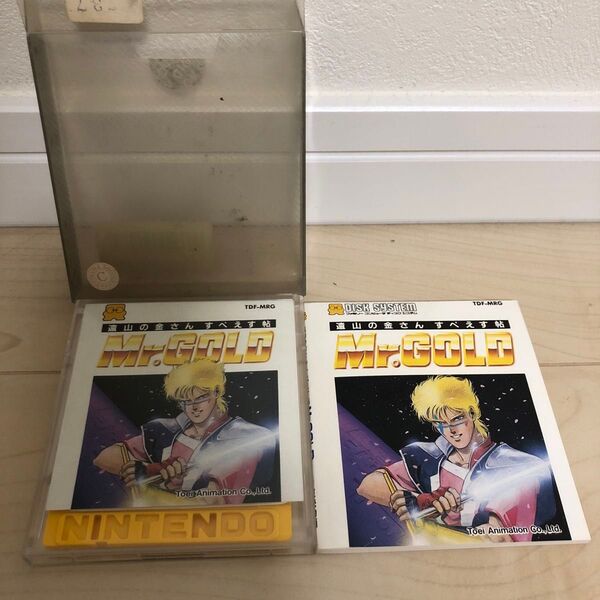 TDF-MRG
遠山の金さん すぺえす帖
Mr.GOLD
Toei Animation Co.,Ltd.
NINTENDO
DISK SYSTEM
TDF-MRG
遠山の金さん すぺえす帖
Mr.GOLD
Toei Animation Co.,Ltd.